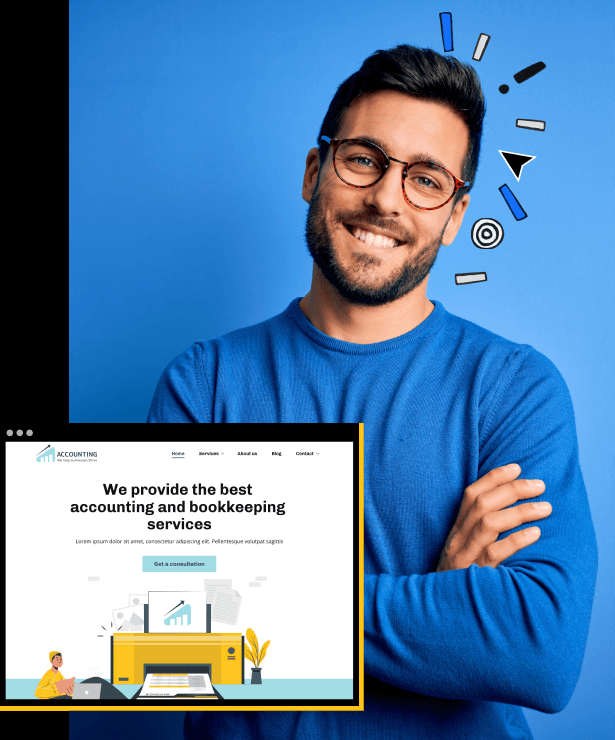 ACCOUNTING
We Help Businesses Thrive
Home Services About us Blog Contact
We provide the best
accounting and bookkeeping
services
Lorem ipsum dolor sit amet, consectetur adipiscing elit. Pellentesque volutpat sagittis
Get a consultation